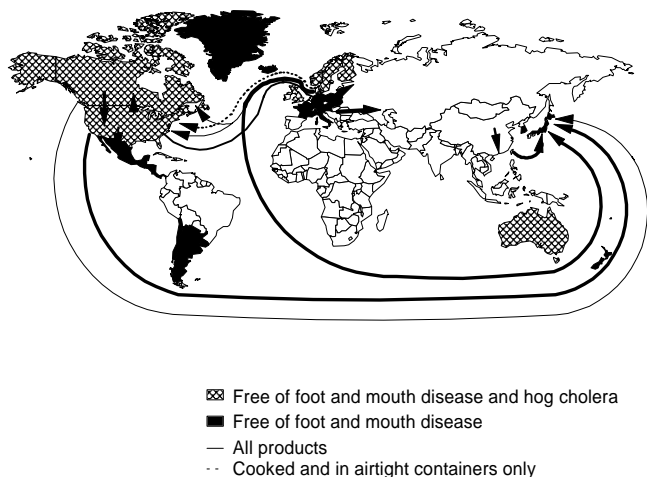 Free of foot and mouth disease and hog cholera
Free of foot and mouth disease
All products
Cooked and in airtight containers only